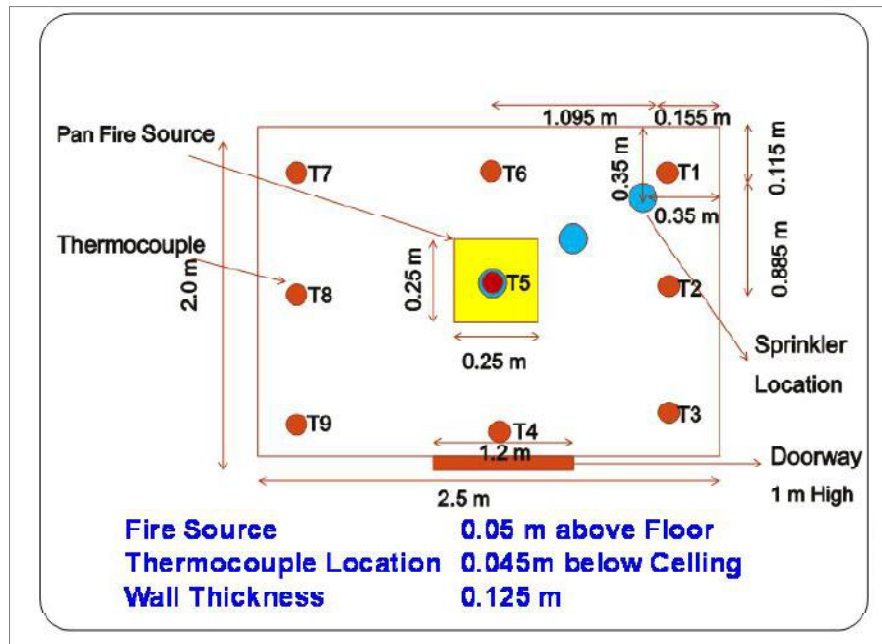 1.095 m
0.155 m
Pan Fire Source
0.35 m
0.115 m
T7
T6
T1
0.35 m
Thermocouple
2.0 m
0.25 m
T5
T8
T2
0.885 m
0.25 m
Sprinkler
Location
T9
T4
T3
1.2 m
Doorway
2.5 m
1 m High
Fire Source 0.05 m above Floor
Thermocouple Location 0.045m below Celling
Wall Thickness 0.125 m